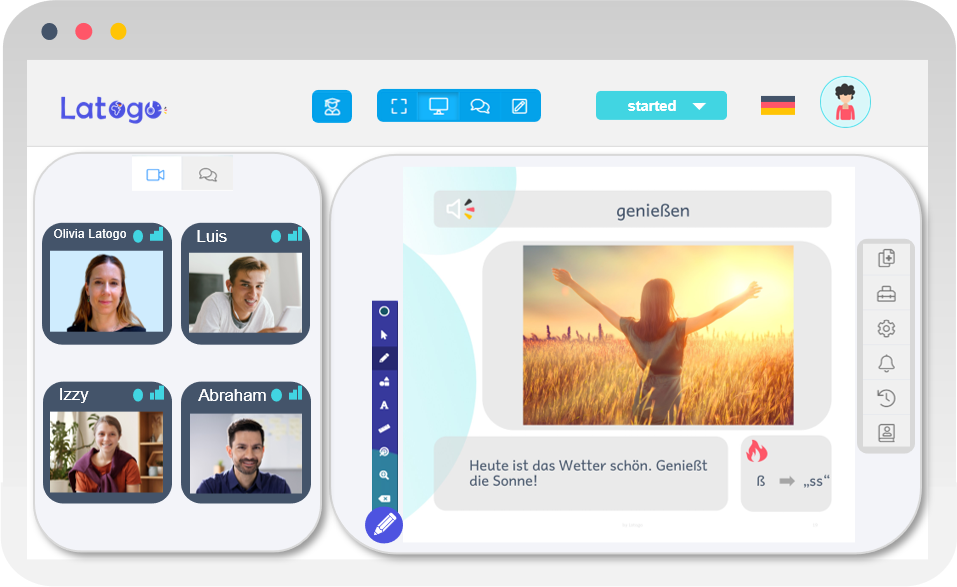 Latogo
started
Olivia Latogo
Luis
Izzy
Abraham
genießen
A
Heute ist das Wetter schön. Genießt
die Sonne!
ß ➡ „ss“